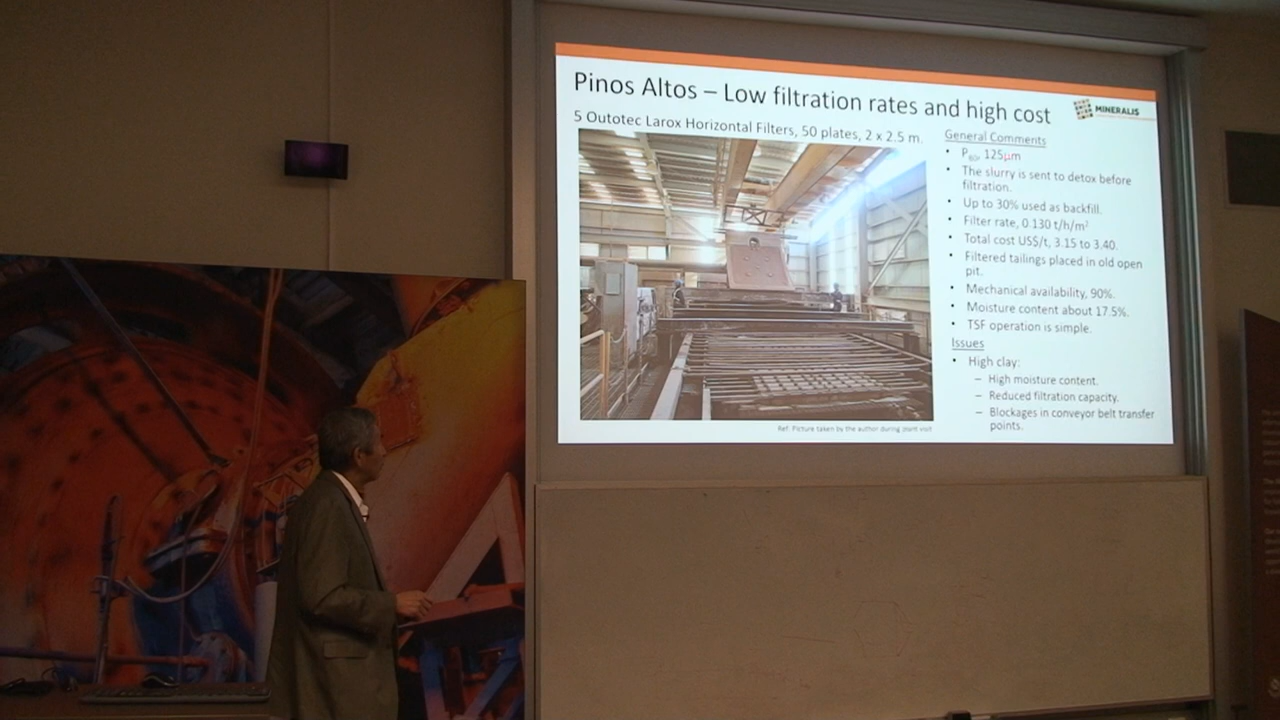 Pinos Altos – Low filtration rates and high cost
MINERALIS
5 Outotec Larox Horizontal Filters, 50 plates, 2 x 2.5 m.
General Comments
• P80, 125µm
• The slurry is sent to detox before
filtration.
• Up to 30% used as backfill.
• Filter rate, 0.130 t/h/m²
• Total cost US$/t, 3.15 to 3.40.
• Filtered tailings placed in old open
pit.
• Mechanical availability, 90%.
• Moisture content about 17.5%.
• TSF operation is simple.
Issues
• High clay:
– High moisture content.
– Reduced filtration capacity.
– Blockages in conveyor belt transfer
points.
Ref: Picture taken by the author during plant visit